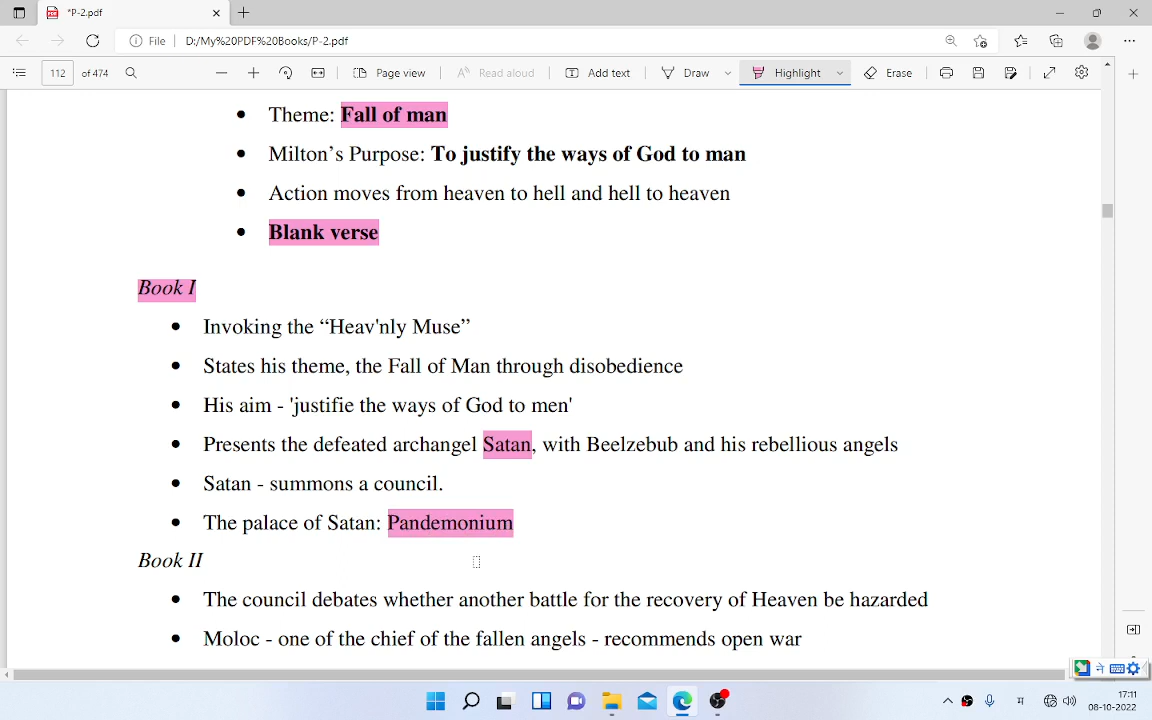 *P-2.pdf
File
D:/My%20PDF%20Books/P-2.pdf
112 of 474
Page view
Read aloud
Add text
Draw
Highlight
Erase
• Theme: Fall of man
• Milton’s Purpose: To justify the ways of God to man
• Action moves from heaven to hell and hell to heaven
• Blank verse
Book I
• Invoking the “Heav'nly Muse”
• States his theme, the Fall of Man through disobedience
• His aim - 'justifie the ways of God to men'
• Presents the defeated archangel Satan, with Beelzebub and his rebellious angels
• Satan - summons a council.
• The palace of Satan: Pandemonium
Book II
• The council debates whether another battle for the recovery of Heaven be hazarded
• Moloc - one of the chief of the fallen angels - recommends open war
17:11
08-10-2022